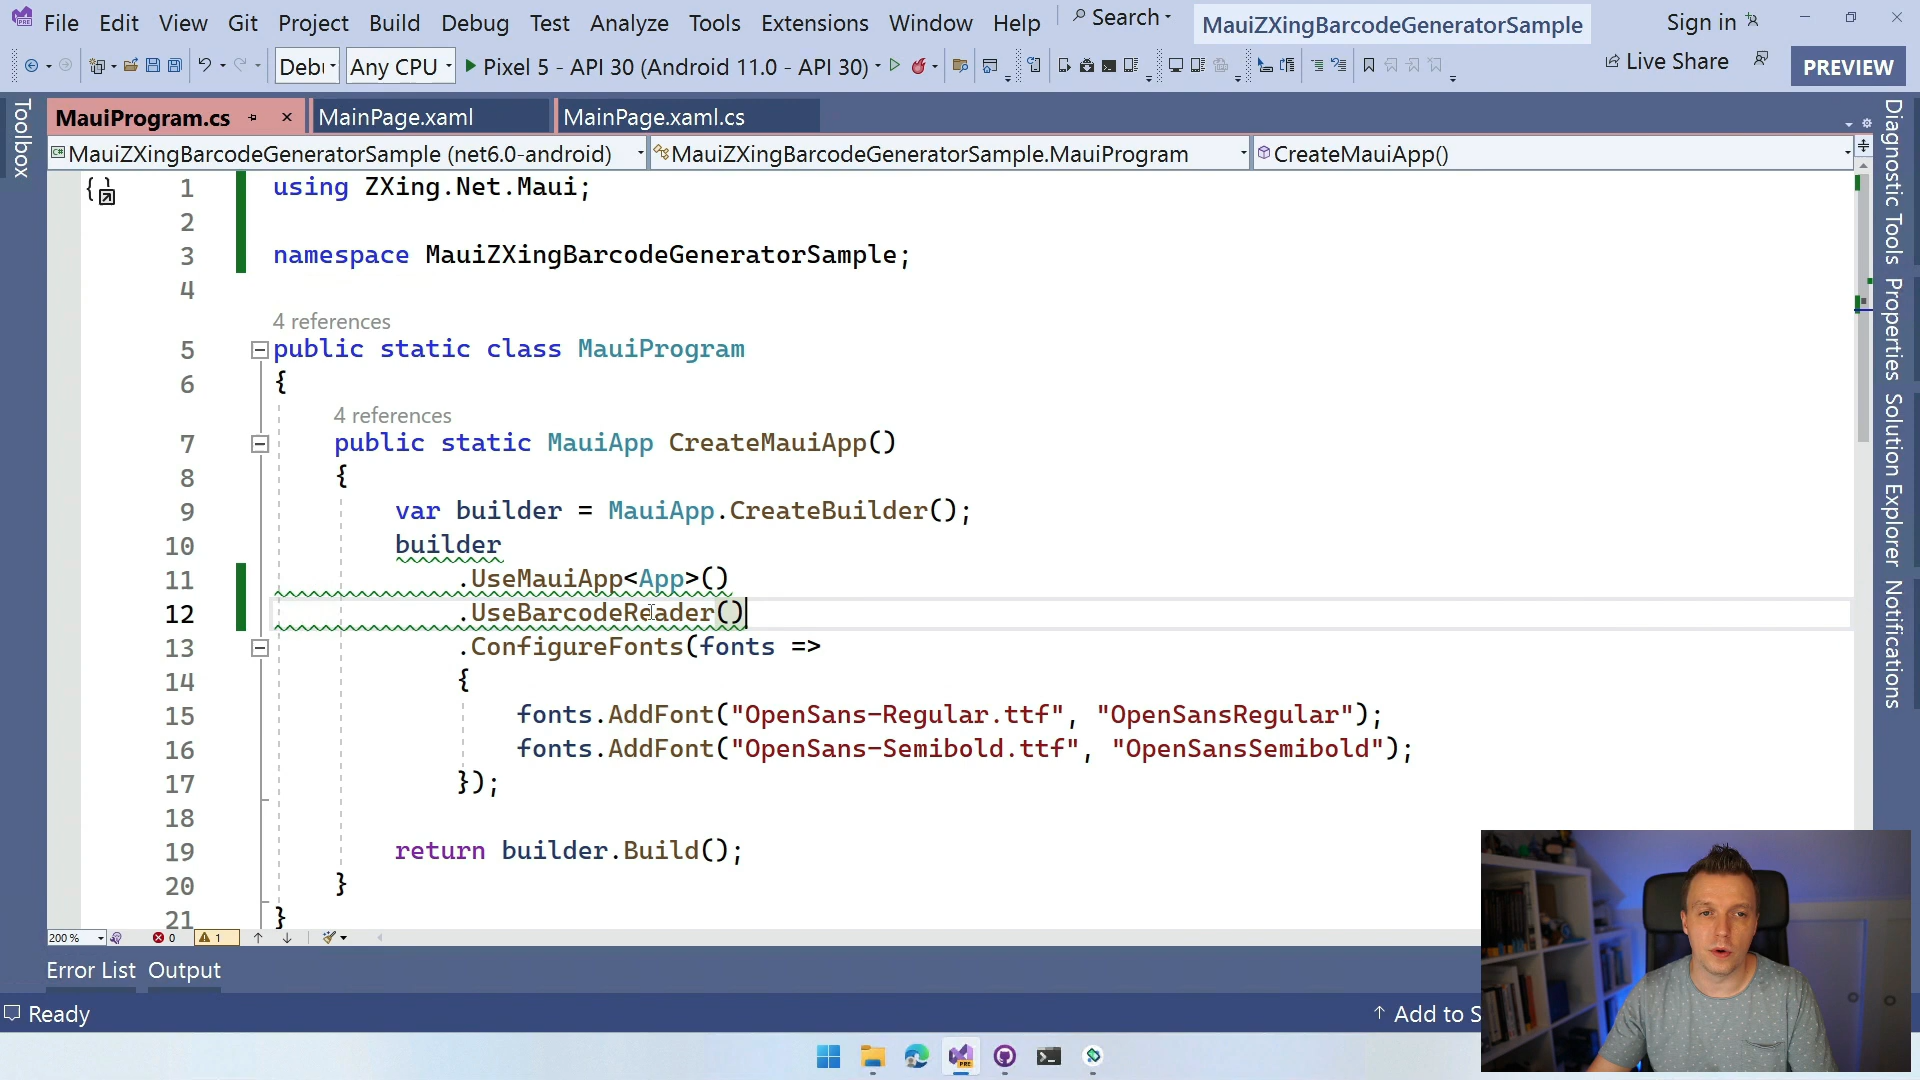 File Edit View Git Project Build Debug Test Analyze Tools Extensions Window Help Search MauiZXingBarcodeGeneratorSample Sign in
Debu Any CPU Pixel 5 - API 30 (Android 11.0 - API 30) Live Share PREVIEW
Toolbox
MauiProgram.cs MainPage.xaml MainPage.xaml.cs
MauiZXingBarcodeGeneratorSample (net6.0-android) MauiZXingBarcodeGeneratorSample.MauiProgram CreateMauiApp()
1 using ZXing.Net.Maui;
2
3 namespace MauiZXingBarcodeGeneratorSample;
4
4 references
5 public static class MauiProgram
6 {
4 references
7 public static MauiApp CreateMauiApp()
8 {
9 var builder = MauiApp.CreateBuilder();
10 builder
11 .UseMauiApp<App>()
12 .UseBarcodeReader()
13 .ConfigureFonts(fonts =>
14 {
15 fonts.AddFont("OpenSans-Regular.ttf", "OpenSansRegular");
16 fonts.AddFont("OpenSans-Semibold.ttf", "OpenSansSemibold");
17 });
18
19 return builder.Build();
20 }
21 }
Diagnostic Tools
Properties
Solution Explorer
Notifications
200 % 0 1
Error List Output
Ready Add to S
PRE